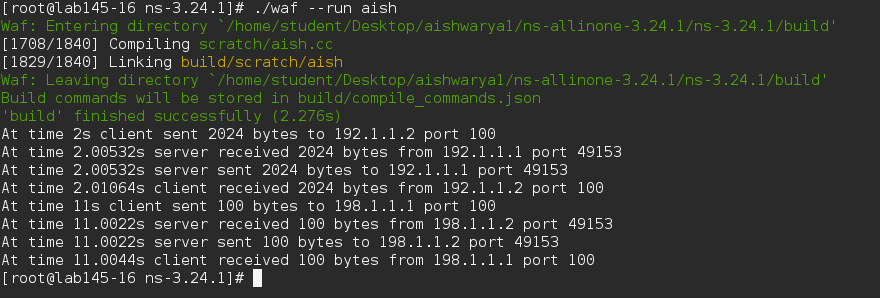 [root@lab145-16 ns-3.24.1]# ./waf --run aish
Waf: Entering directory `/home/student/Desktop/aishwarya1/ns-allinone-3.24.1/ns-3.24.1/build'
[1708/1840] Compiling scratch/aish.cc
[1829/1840] Linking build/scratch/aish
Waf: Leaving directory `/home/student/Desktop/aishwarya1/ns-allinone-3.24.1/ns-3.24.1/build'
Build commands will be stored in build/compile_commands.json
'build' finished successfully (2.276s)
At time 2s client sent 2024 bytes to 192.1.1.2 port 100
At time 2.00532s server received 2024 bytes from 192.1.1.1 port 49153
At time 2.00532s server sent 2024 bytes to 192.1.1.1 port 49153
At time 2.01064s client received 2024 bytes from 192.1.1.2 port 100
At time 11s client sent 100 bytes to 198.1.1.1 port 100
At time 11.0022s server received 100 bytes from 198.1.1.2 port 49153
At time 11.0022s server sent 100 bytes to 198.1.1.2 port 49153
At time 11.0044s client received 100 bytes from 198.1.1.1 port 100
[root@lab145-16 ns-3.24.1]#